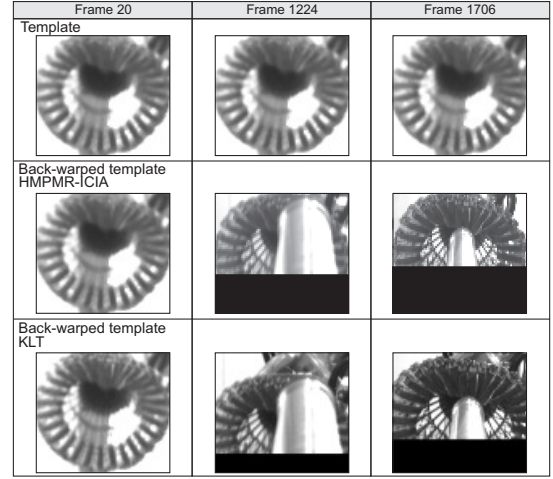 Frame 20 Frame 1224 Frame 1706
Template
Back-warped template
HMPMR-ICIA
Back-warped template
KLT